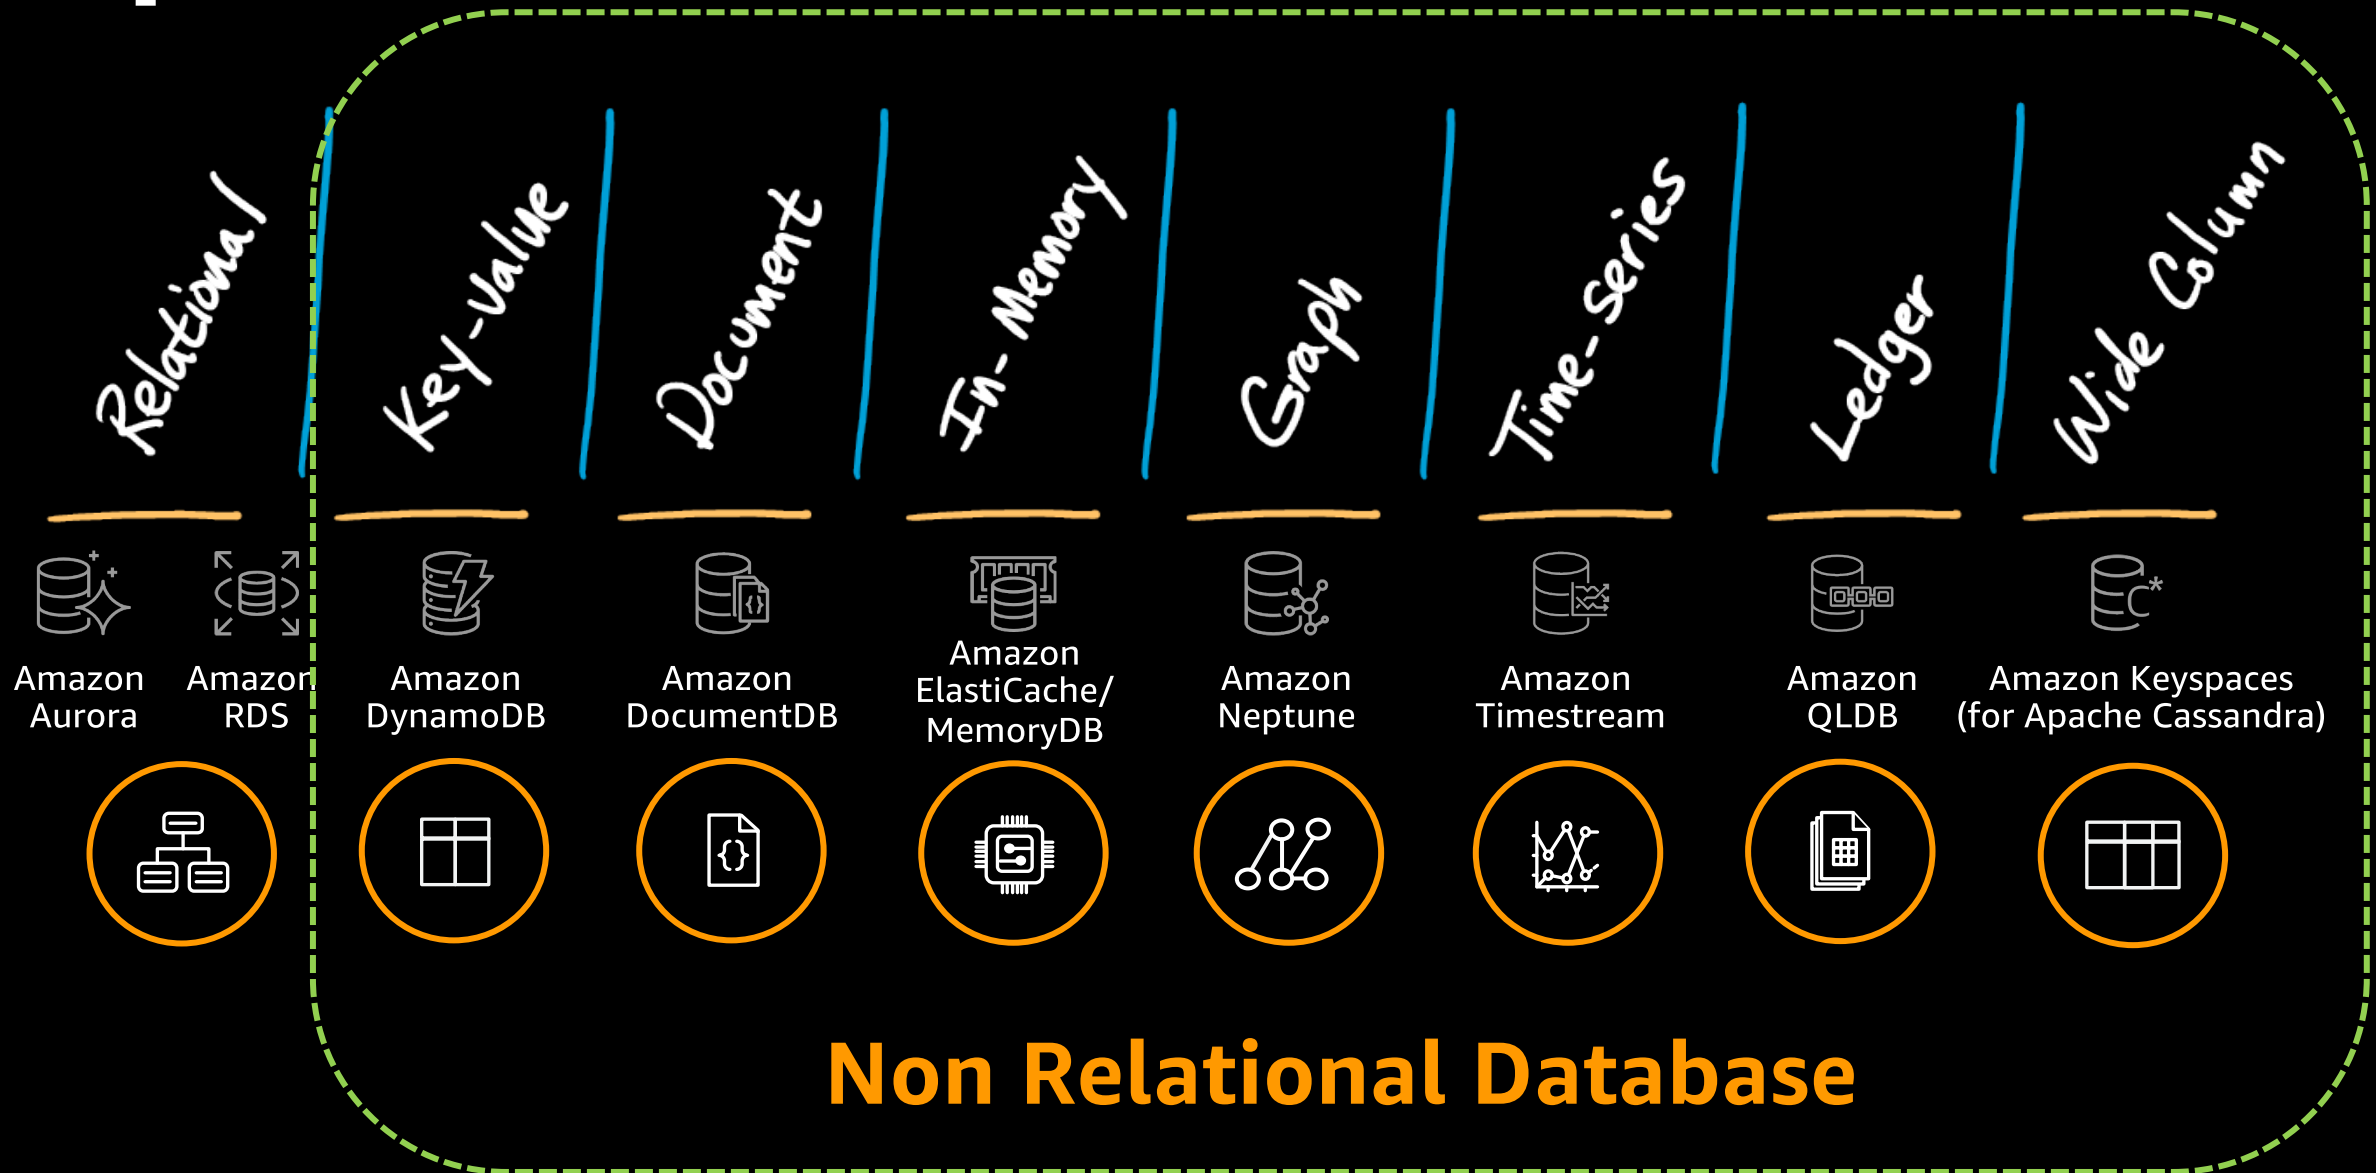 Relational
Key-value
Document
In-Memory
Graph
Time-series
Ledger
Wide Column
Amazon
Aurora
Amazon
RDS
Amazon
DynamoDB
Amazon
DocumentDB
Amazon
ElastiCache/
MemoryDB
Amazon
Neptune
Amazon
Timestream
Amazon
QLDB
Amazon Keyspaces
(for Apache Cassandra)
C*
Non Relational Database